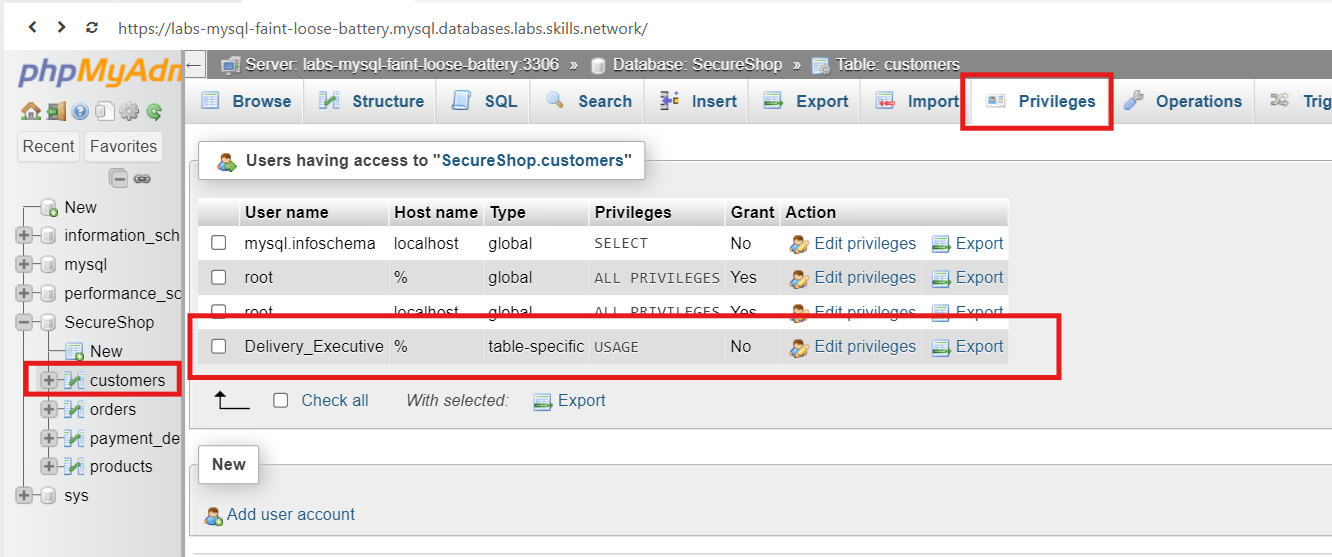 https://labs-mysql-faint-loose-battery.mysql.databases.labs.skills.network/
phpMyAdm
Server: labs-mysql-faint-loose-battery:3306 » Database: SecureShop » Table: customers
Browse Structure SQL Search Insert Export Import Privileges Operations Trig
Recent Favorites
New
information_sch
mysql
performance_sc
SecureShop
New
customers
orders
payment_de
products
sys
Users having access to "SecureShop.customers"
User name Host name Type Privileges Grant Action
mysql.infoschema localhost global SELECT No Edit privileges Export
root % global ALL PRIVILEGES Yes Edit privileges Export
root localhost global ALL PRIVILEGES Yes Edit privileges Export
Delivery_Executive % table-specific USAGE No Edit privileges Export
Check all With selected: Export
New
Add user account